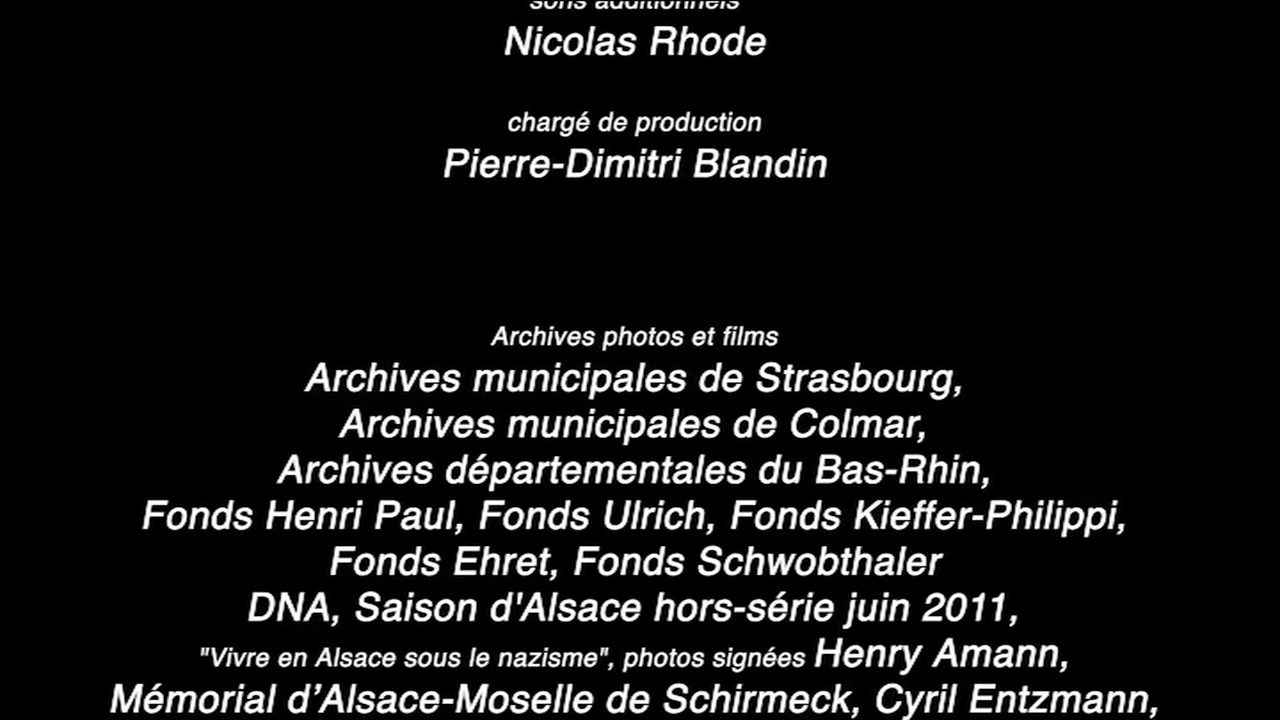 sons additionnels
Nicolas Rhode
chargé de production
Pierre-Dimitri Blandin
Archives photos et films
Archives municipales de Strasbourg,
Archives municipales de Colmar,
Archives départementales du Bas-Rhin,
Fonds Henri Paul, Fonds Ulrich, Fonds Kieffer-Philippi,
Fonds Ehret, Fonds Schwobthaler
DNA, Saison d'Alsace hors-série juin 2011,
"Vivre en Alsace sous le nazisme", photos signées Henry Amann,
Mémorial d’Alsace-Moselle de Schirmeck, Cyril Entzmann,